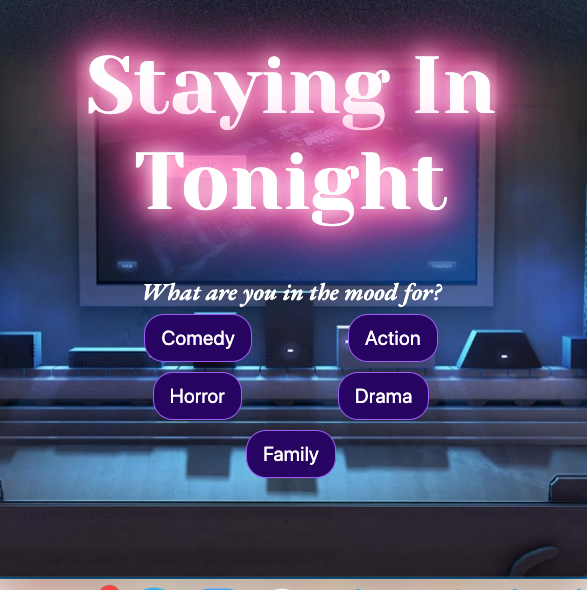 Staying In
Tonight
What are you in the mood for?
Comedy
Action
Horror
Drama
Family